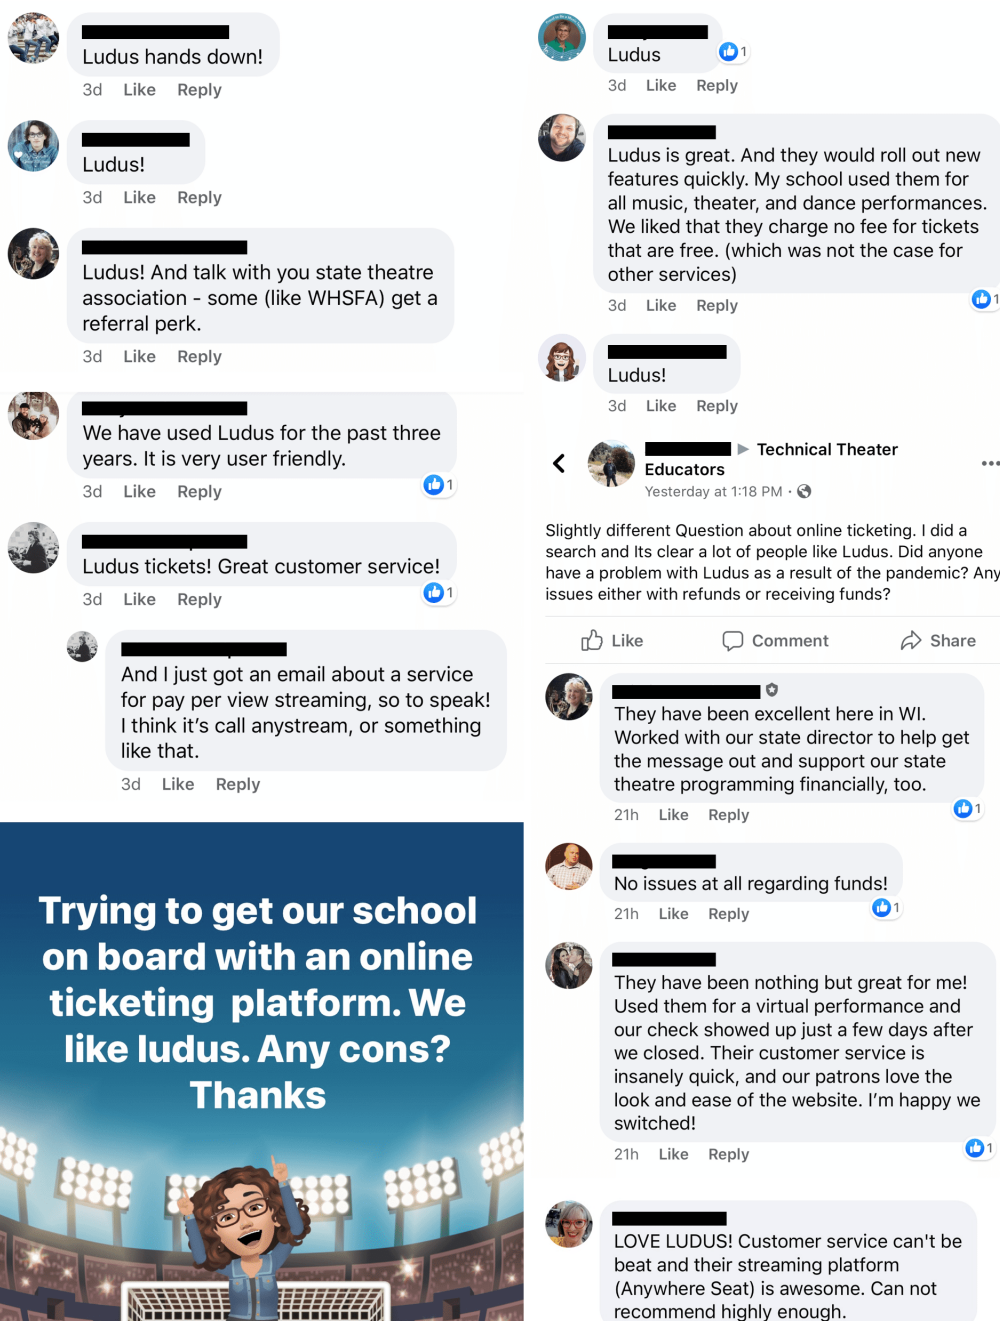 Ludus hands down!
3d Like Reply
Ludus!
3d Like Reply
Ludus! And talk with you state theatre
association - some (like WHSFA) get a
referral perk.
3d Like Reply
We have used Ludus for the past three
years. It is very user friendly.
1
3d Like Reply
Ludus tickets! Great customer service!
1
3d Like Reply
And I just got an email about a service
for pay per view streaming, so to speak!
I think it's call anystream, or something
like that.
3d Like Reply
Trying to get our school
on board with an online
ticketing platform. We
like ludus. Any cons?
Thanks
Ludus
1
3d Like Reply
Ludus is great. And they would roll out new
features quickly. My school used them for
all music, theater, and dance performances.
We liked that they charge no fee for tickets
that are free. (which was not the case for
other services)
1
3d Like Reply
Ludus!
3d Like Reply
Technical Theater
Educators
Yesterday at 1:18 PM ·
Slightly different Question about online ticketing. I did a
search and Its clear a lot of people like Ludus. Did anyone
have a problem with Ludus as a result of the pandemic? Any
issues either with refunds or receiving funds?
Like Comment Share
They have been excellent here in WI.
Worked with our state director to help get
the message out and support our state
theatre programming financially, too.
1
21h Like Reply
No issues at all regarding funds!
1
21h Like Reply
They have been nothing but great for me!
Used them for a virtual performance and
our check showed up just a few days after
we closed. Their customer service is
insanely quick, and our patrons love the
look and ease of the website. I'm happy we
switched!
1
21h Like Reply
LOVE LUDUS! Customer service can't be
beat and their streaming platform
(Anywhere Seat) is awesome. Can not
recommend highly enough.